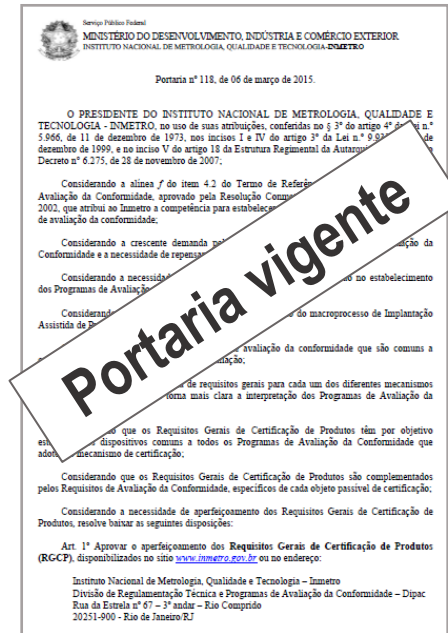 Serviço Público Federal
MINISTÉRIO DO DESENVOLVIMENTO, INDÚSTRIA E COMÉRCIO EXTERIOR
INSTITUTO NACIONAL DE METROLOGIA, QUALIDADE E TECNOLOGIA-INMETRO
Portaria n° 118, de 06 de março de 2015.
O PRESIDENTE DO INSTITUTO NACIONAL DE METROLOGIA, QUALIDADE E
TECNOLOGIA - INMETRO, no uso de suas atribuições, conferidas no § 3º do artigo 4º da Lei n.º
5.966, de 11 de dezembro de 1973, nos incisos I e IV do artigo 3º da Lei n.º de
dezembro de 1999, e no inciso V do artigo 18 da Estrutura Regimental da
Decreto nº 6.275, de 28 de novembro de 2007;
Considerando a alínea f do item 4.2 do Termo de
Avaliação da Conformidade, aprovado pela Resolução
2002, que atribui ao Inmetro a competência para
de avaliação da conformidade;
Considerando a crescente demanda da
Conformidade e a necessidade de
Considerando a no estabelecimento
dos Programas de
Considerando do macroprocesso de Implantação
Assistida de
avaliação da conformidade que são comuns a
de requisitos gerais para cada um dos diferentes mecanismos
torna mais clara a interpretação dos Programas de Avaliação da
que os Requisitos Gerais de Certificação de Produtos têm por objetivo
dispositivos comuns a todos os Programas de Avaliação da Conformidade que
mecanismo de certificação;
Considerando que os Requisitos Gerais de Certificação de Produtos são complementados
pelos Requisitos de Avaliação da Conformidade, específicos de cada objeto passível de certificação;
Considerando a necessidade de aperfeiçoamento dos Requisitos Gerais de Certificação de
Produtos, resolve baixar as seguintes disposições:
Art. 1º Aprovar o aperfeiçoamento dos Requisitos Gerais de Certificação de Produtos
(RGCP), disponibilizados no sítio www.inmetro.gov.br ou no endereço:
Instituto Nacional de Metrologia, Qualidade e Tecnologia – Inmetro
Divisão de Regulamentação Técnica e Programas de Avaliação da Conformidade – Dipac
Rua da Estrela nº 67 – 3º andar – Rio Comprido
20251-900 - Rio de Janeiro/RJ
Portaria vigente